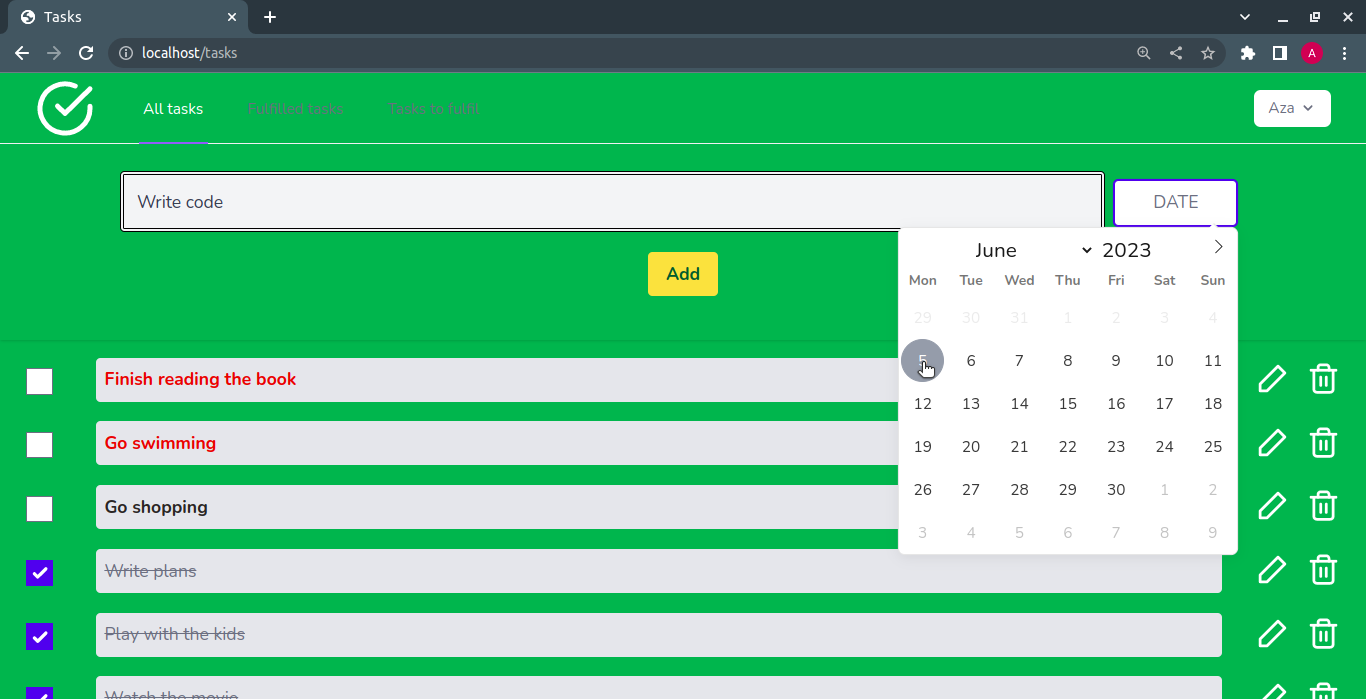 Tasks
localhost/tasks
A
All tasks Fulfilled tasks Tasks to fulfill
Aza
Write code
DATE
Add
June 2023
Mon Tue Wed Thu Fri Sat Sun
29 30 31 1 2 3 4
5 6 7 8 9 10 11
12 13 14 15 16 17 18
19 20 21 22 23 24 25
26 27 28 29 30 1 2
3 4 5 6 7 8 9
Finish reading the book
Go swimming
Go shopping
Write plans
Play with the kids
Watch the movie